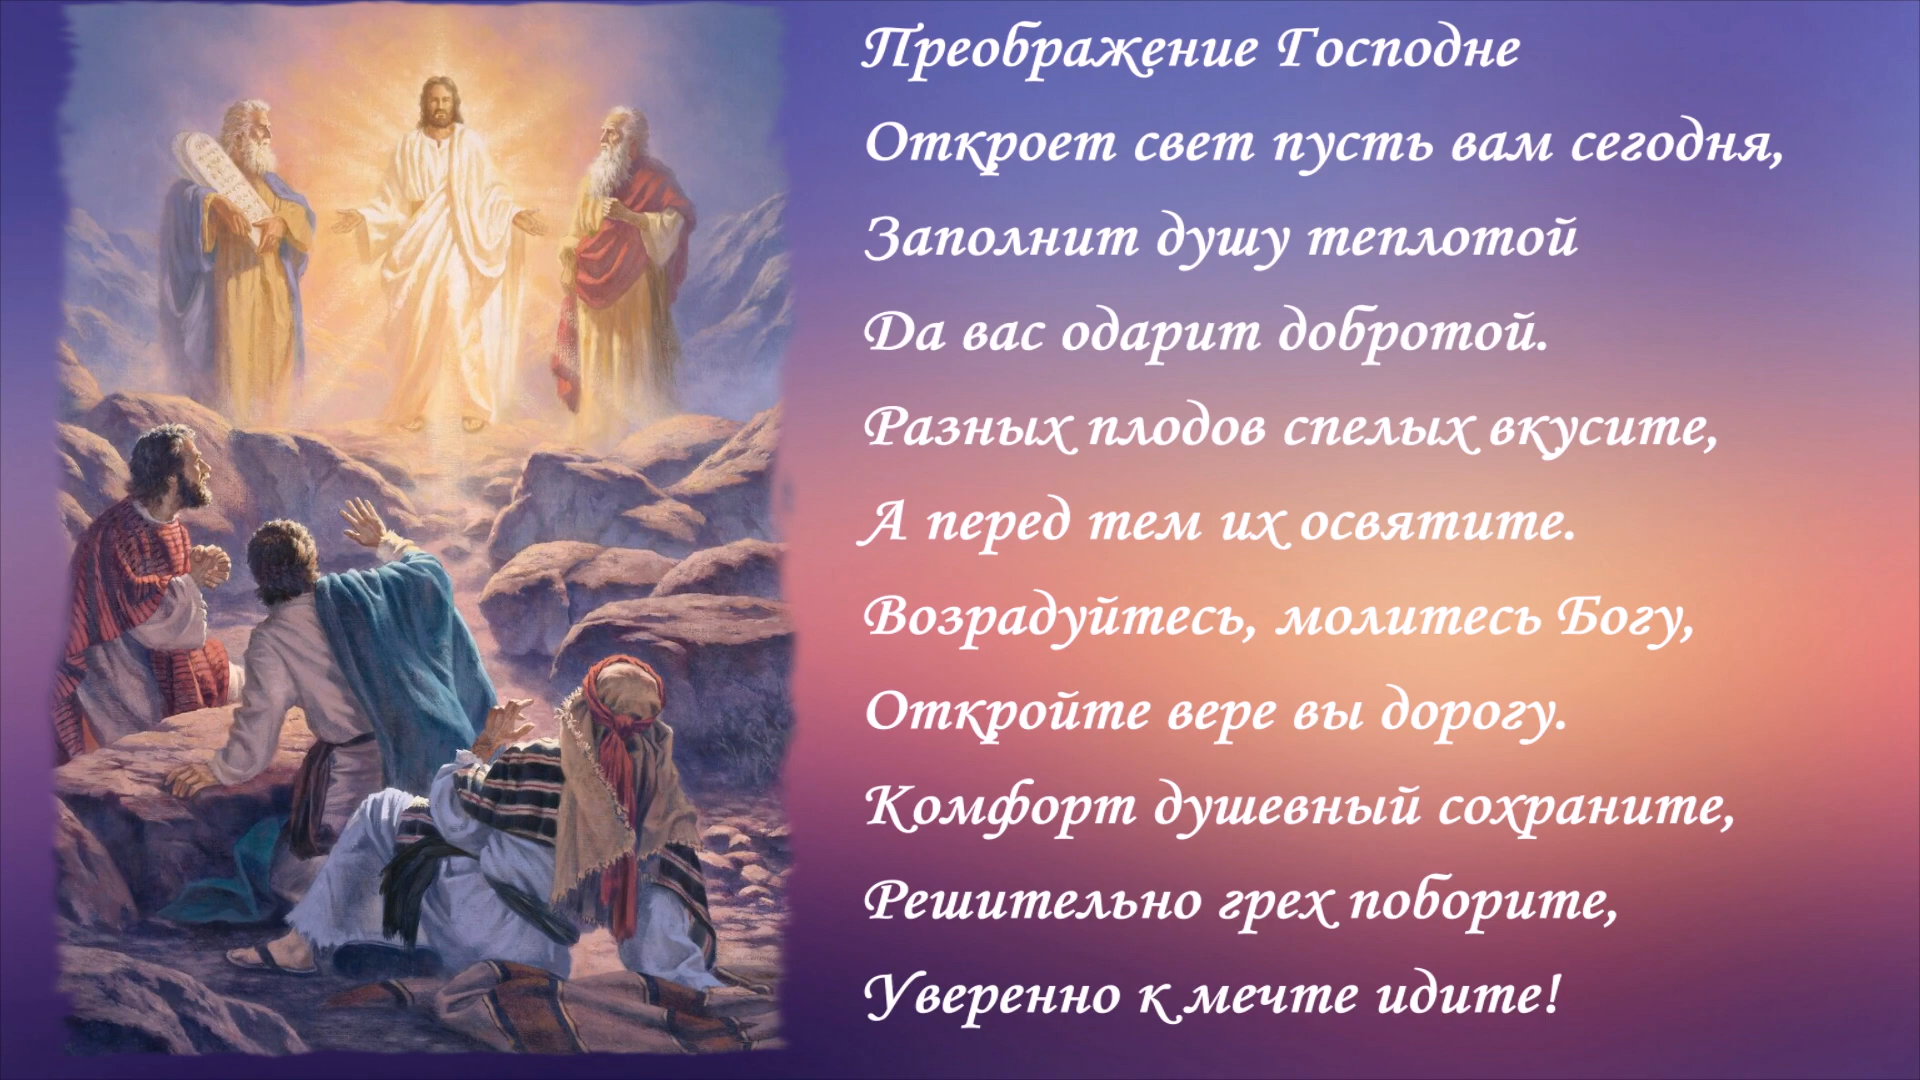 Преображение Господне
Откроет свет пусть вам сегодня,
Заполнит душу теплотой
Да вас одарит добротой.
Разных плодов спелых вкусите,
А перед тем их освятите.
Возрадуйтесь, молитесь Богу,
Откройте вере вы дорогу.
Комфорт душевный сохраните,
Решительно грех поборите,
Уверенно к мечте идите!